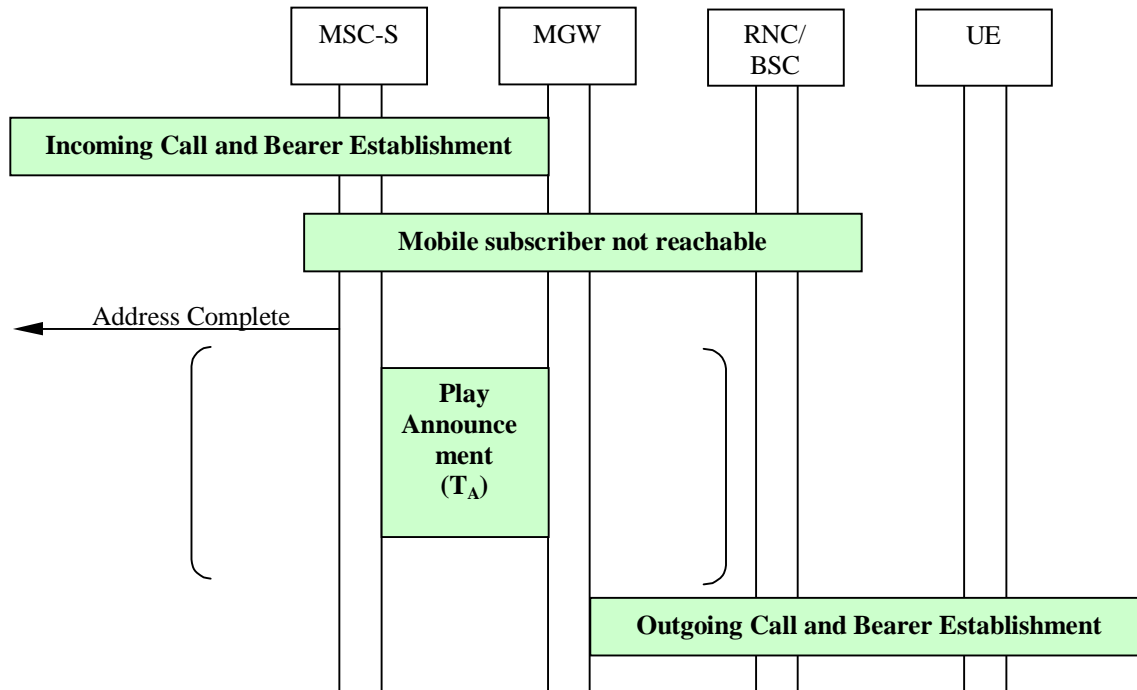 MSC-S
MGW
RNC/
BSC
UE
Incoming Call and Bearer Establishment
Mobile subscriber not reachable
Address Complete
Play
Announce
ment
(TA)
Outgoing Call and Bearer Establishment